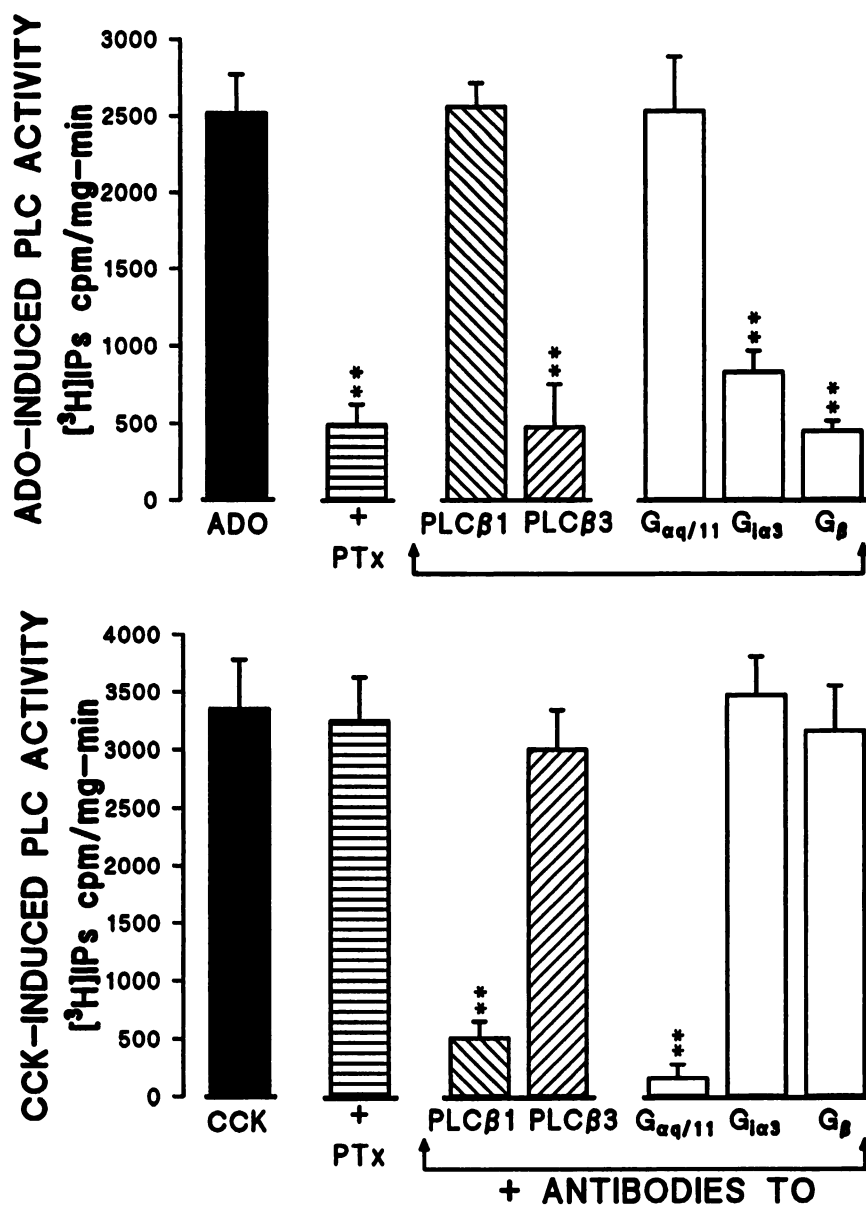 ADO-INDUCED PLC ACTIVITY
[³H]IPs cpm/mg-min
3000
2500
2000
1500
1000
500
0
**
**
**
**
ADO
+
PTx
PLCβ1
PLCβ3
Gαq/11
Giα3
Gβ
CCK-INDUCED PLC ACTIVITY
[³H]IPs cpm/mg-min
4000
3500
3000
2500
2000
1500
1000
500
0
**
**
CCK
+
PTx
PLCβ1
PLCβ3
Gαq/11
Giα3
Gβ
+ ANTIBODIES TO